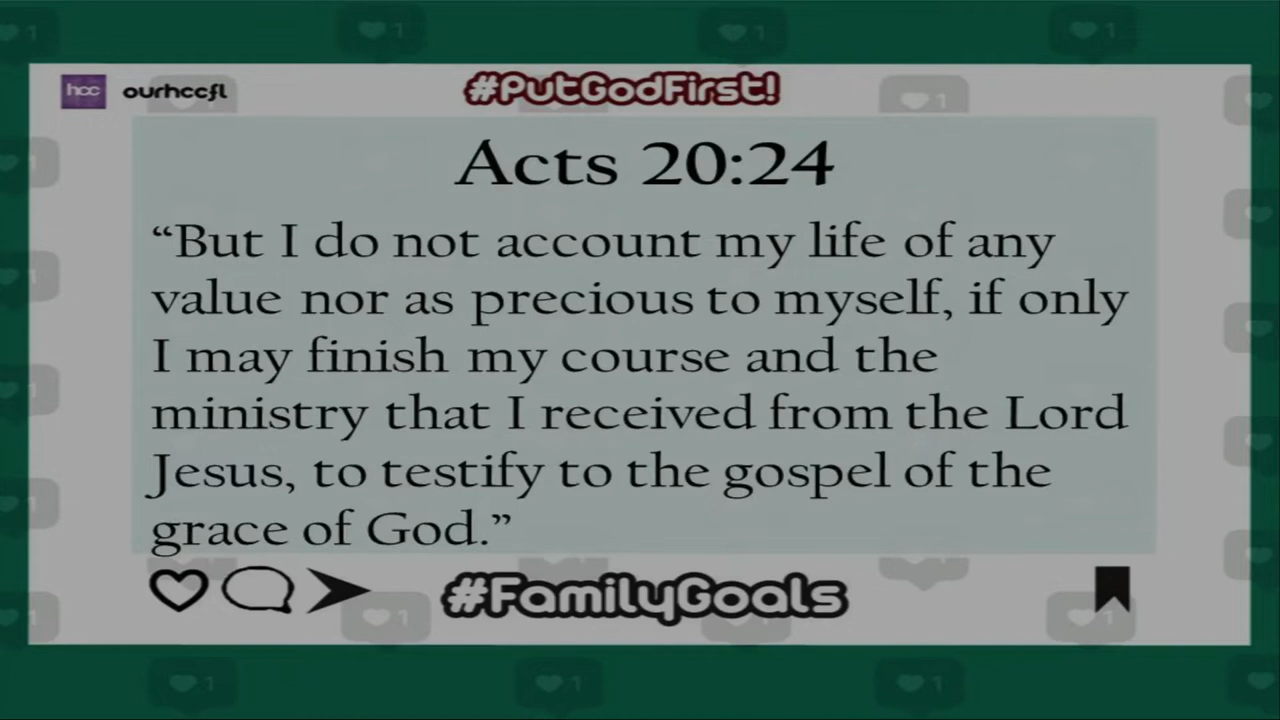 hcc ourhccfl
#PutGodFirst!
Acts 20:24
“But I do not account my life of any
value nor as precious to myself, if only
I may finish my course and the
ministry that I received from the Lord
Jesus, to testify to the gospel of the
grace of God.”
#FamilyGoals